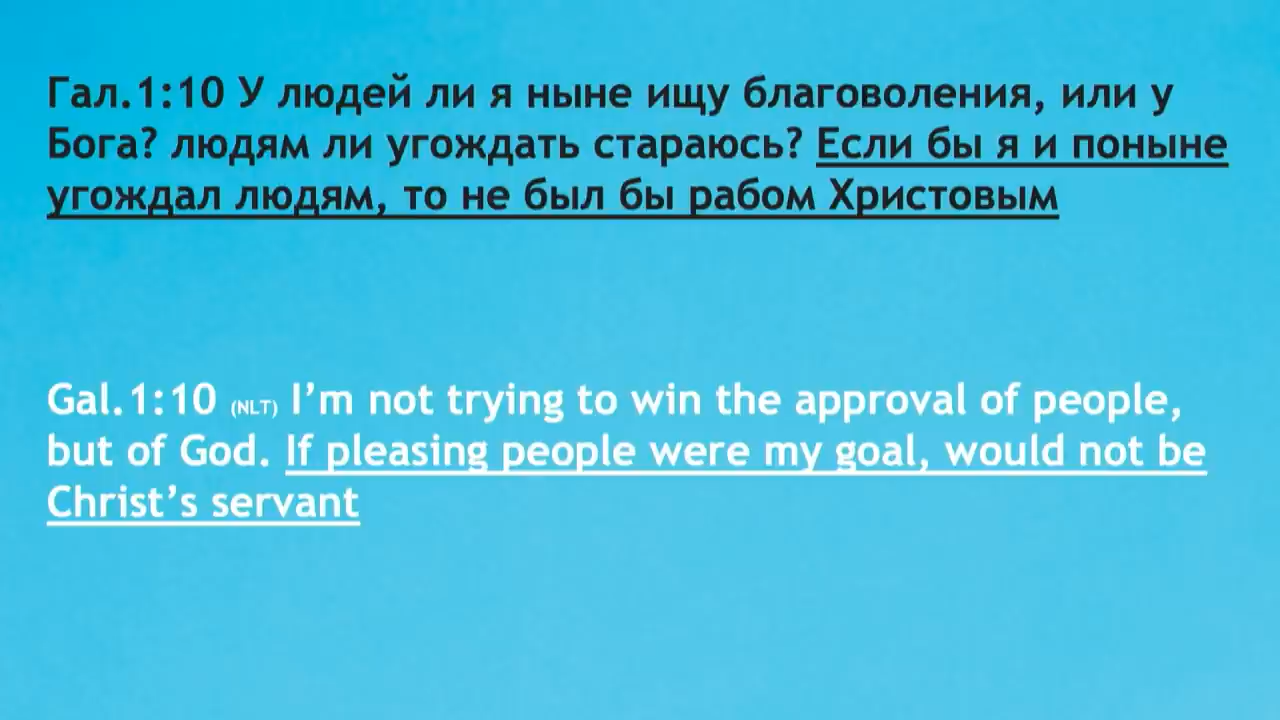 Гал.1:10 У людей ли я ныне ищу благоволения, или у
Бога? людям ли угождать стараюсь? Если бы я и поныне
угождал людям, то не был бы рабом Христовым
Gal.1:10 (NLT) I’m not trying to win the approval of people,
but of God. If pleasing people were my goal, would not be
Christ’s servant